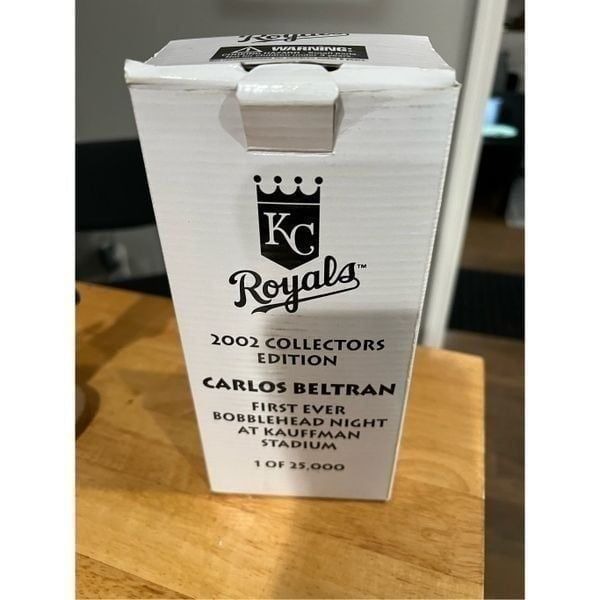 Royals
WARNING:
KC
Royals™
2002 COLLECTORS
EDITION
CARLOS BELTRAN
FIRST EVER
BOBBLEHEAD NIGHT
AT KAUFFMAN
STADIUM
1 OF 25,000